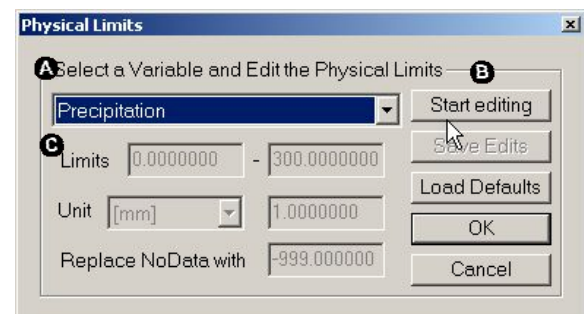 Physical Limits
A Select a Variable and Edit the Physical Limits B
Precipitation
Start editing
C Limits 0.0000000 - 300.0000000
Save Edits
Load Defaults
Unit [mm] 1.0000000
OK
Replace NoData with -999.000000
Cancel